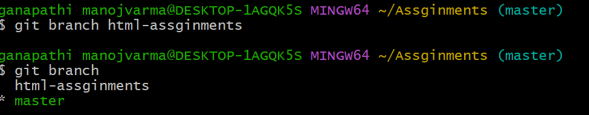 ganapathi manojvarma@DESKTOP-1AGQK5S MINGW64 ~/Assginments (master)
$ git branch html-assginments
ganapathi manojvarma@DESKTOP-1AGQK5S MINGW64 ~/Assginments (master)
$ git branch
  html-assginments
* master